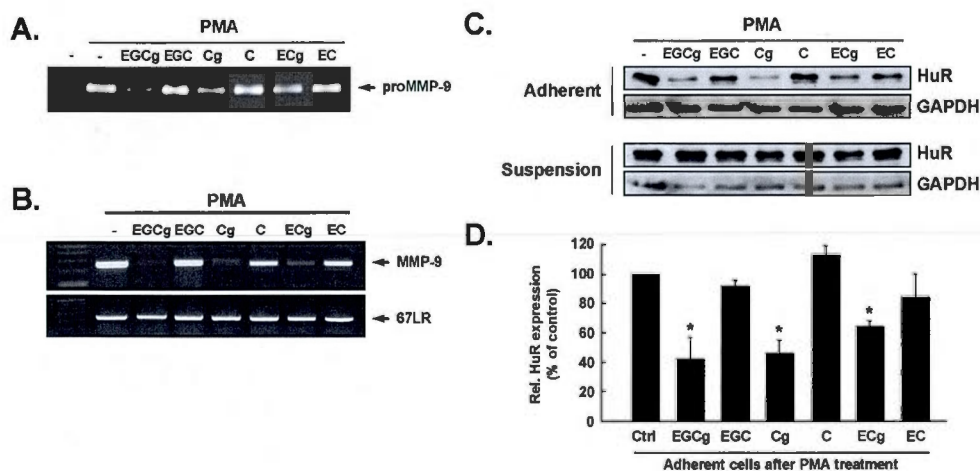 A.
PMA
- - EGCg EGC Cg C ECg EC
proMMP-9
B.
PMA
- EGCg EGC Cg C ECg EC
MMP-9
67LR
C.
PMA
- EGCg EGC Cg C ECg EC
Adherent
HuR
GAPDH
Suspension
HuR
GAPDH
D.
Rel. HuR expression
(% of control)
120
100
80
60
40
20
0
* * *
Ctrl EGCg EGC Cg C ECg EC
Adherent cells after PMA treatment